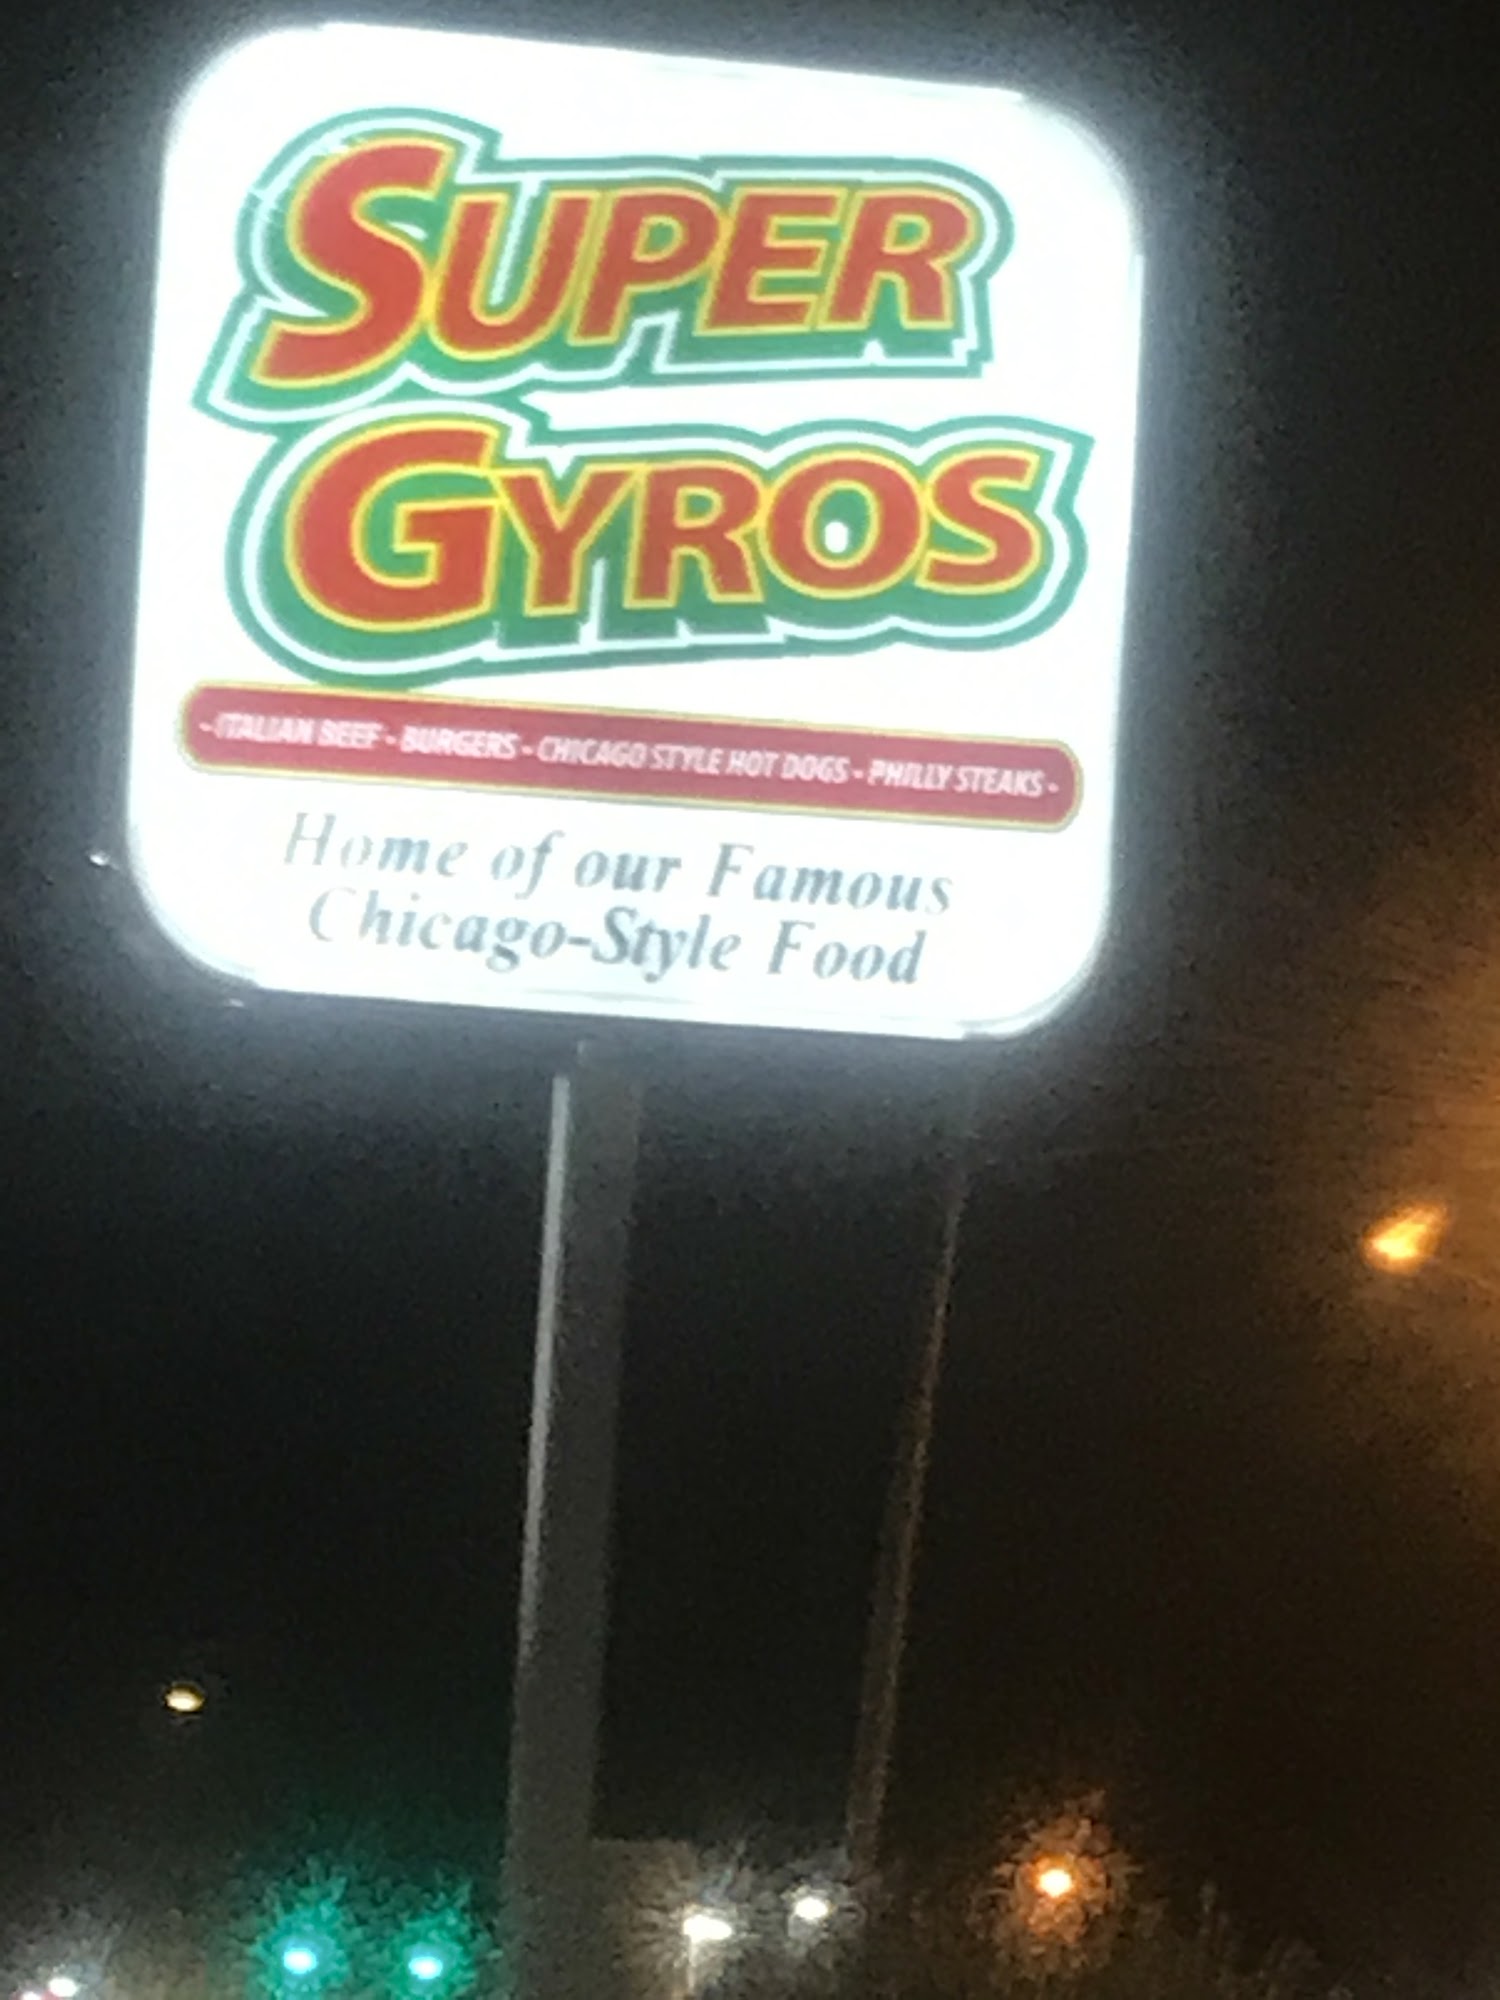 SUPER
GYROS
- ITALIAN BEEF - BURGERS - CHICAGO STYLE HOT DOGS - PHILLY STEAKS -
Home of our Famous
Chicago-Style Food